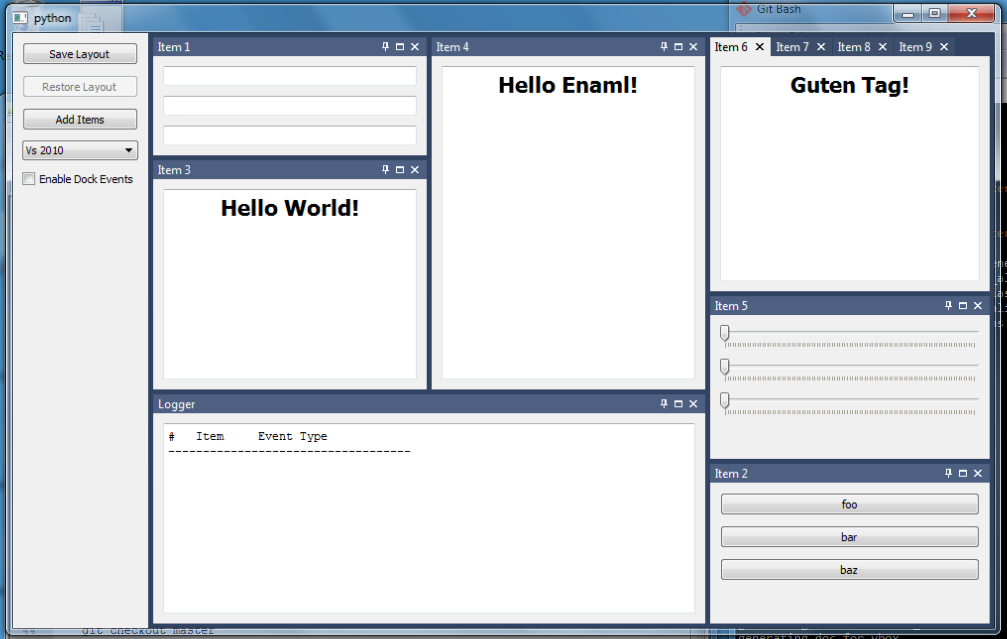 python
Git Bash
Save Layout
Restore Layout
Add Items
Vs 2010
Enable Dock Events
Item 1
Item 3
Hello World!
Item 4
Hello Enaml!
Item 6
Item 7
Item 8
Item 9
Guten Tag!
Item 5
Logger
# Item Event Type
-----------------------------------
Item 2
foo
bar
baz
git checkout master
generating doc for vbox